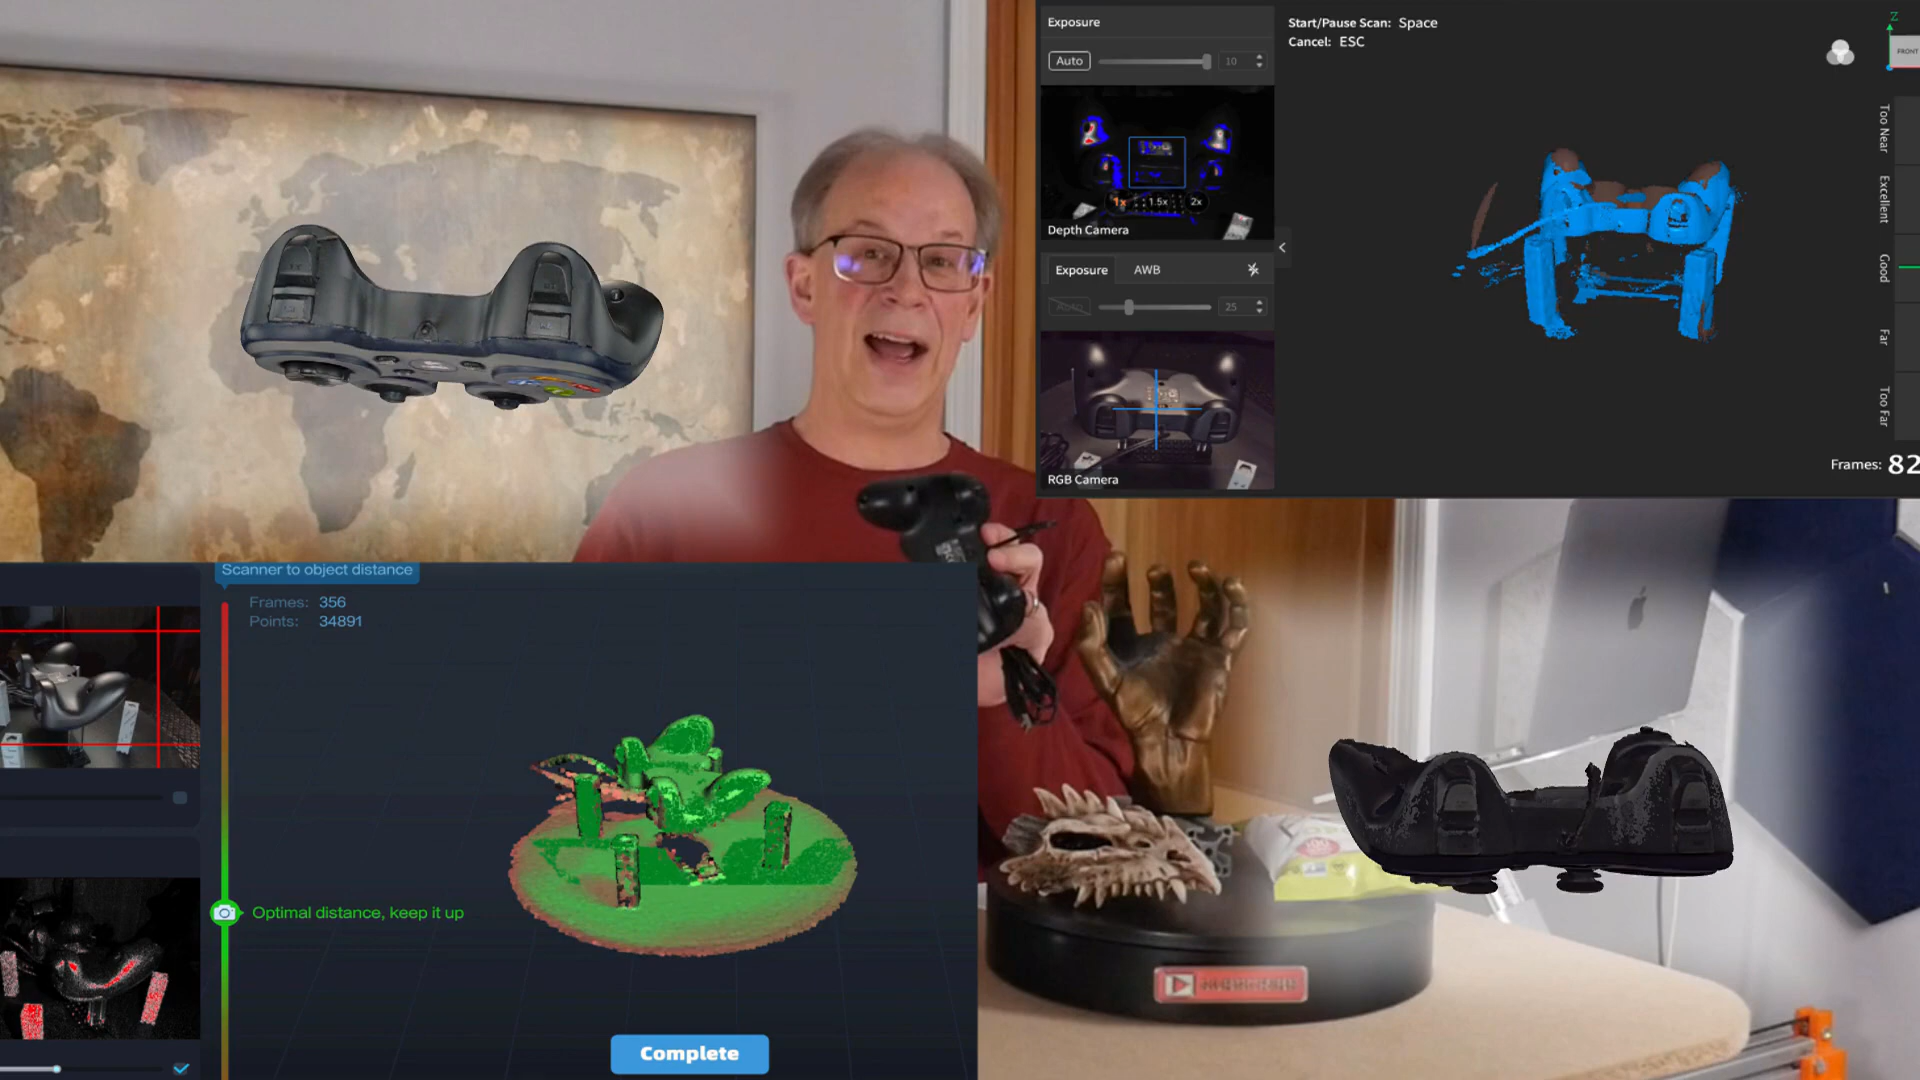 Exposure
Auto
10
1x
1.5x
2x
Depth Camera
Exposure
AWB
Auto
25
RGB Camera
Start/Pause Scan: Space
Cancel: ESC
Z
FRONT
Too Near
Excellent
Good
Far
Too Far
Frames: 82
Scanner to object distance
Frames: 356
Points: 34891
Optimal distance, keep it up
Complete